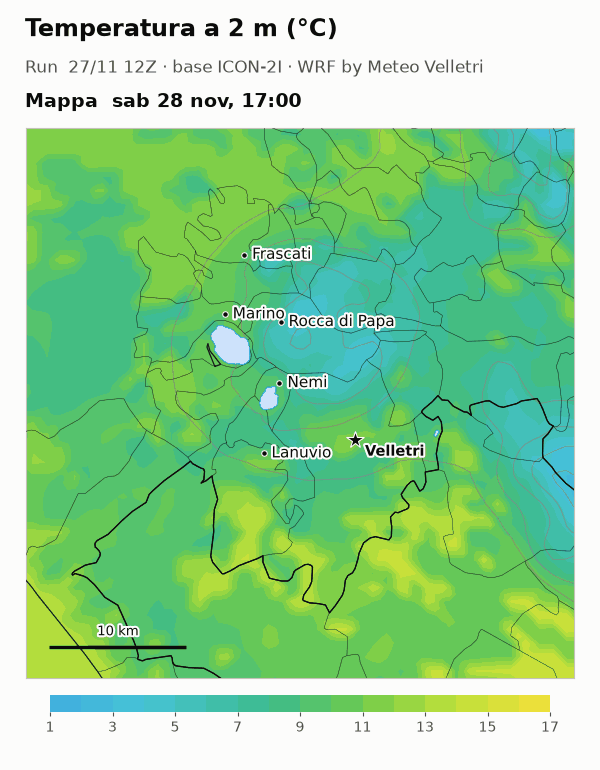 Temperatura a 2 m (°C)
Run  27/11 12Z · base ICON-2I · WRF by Meteo Velletri
Mappa  sab 28 nov, 17:00
Frascati
Marino
Rocca di Papa
Nemi
Velletri
Lanuvio
10 km
1 3 5 7 9 11 13 15 17